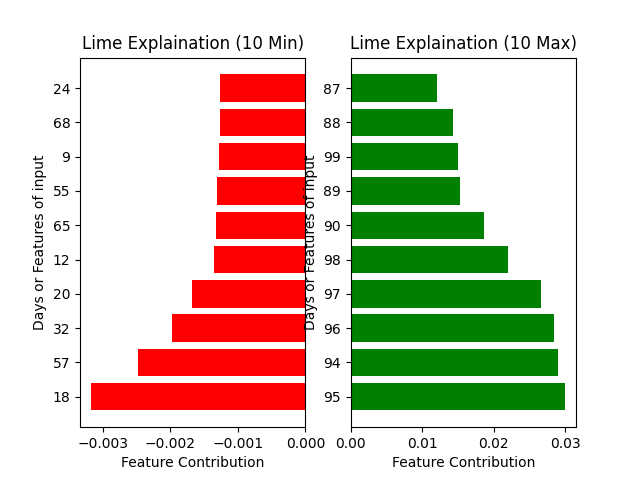 Lime Explaination (10 Min)
Days or Features of input
24
68
9
55
65
12
20
32
57
18
−0.003 −0.002 −0.001 0.000
Feature Contribution
Lime Explaination (10 Max)
Days or Features of input
87
88
99
89
90
98
97
96
94
95
0.00 0.01 0.02 0.03
Feature Contribution